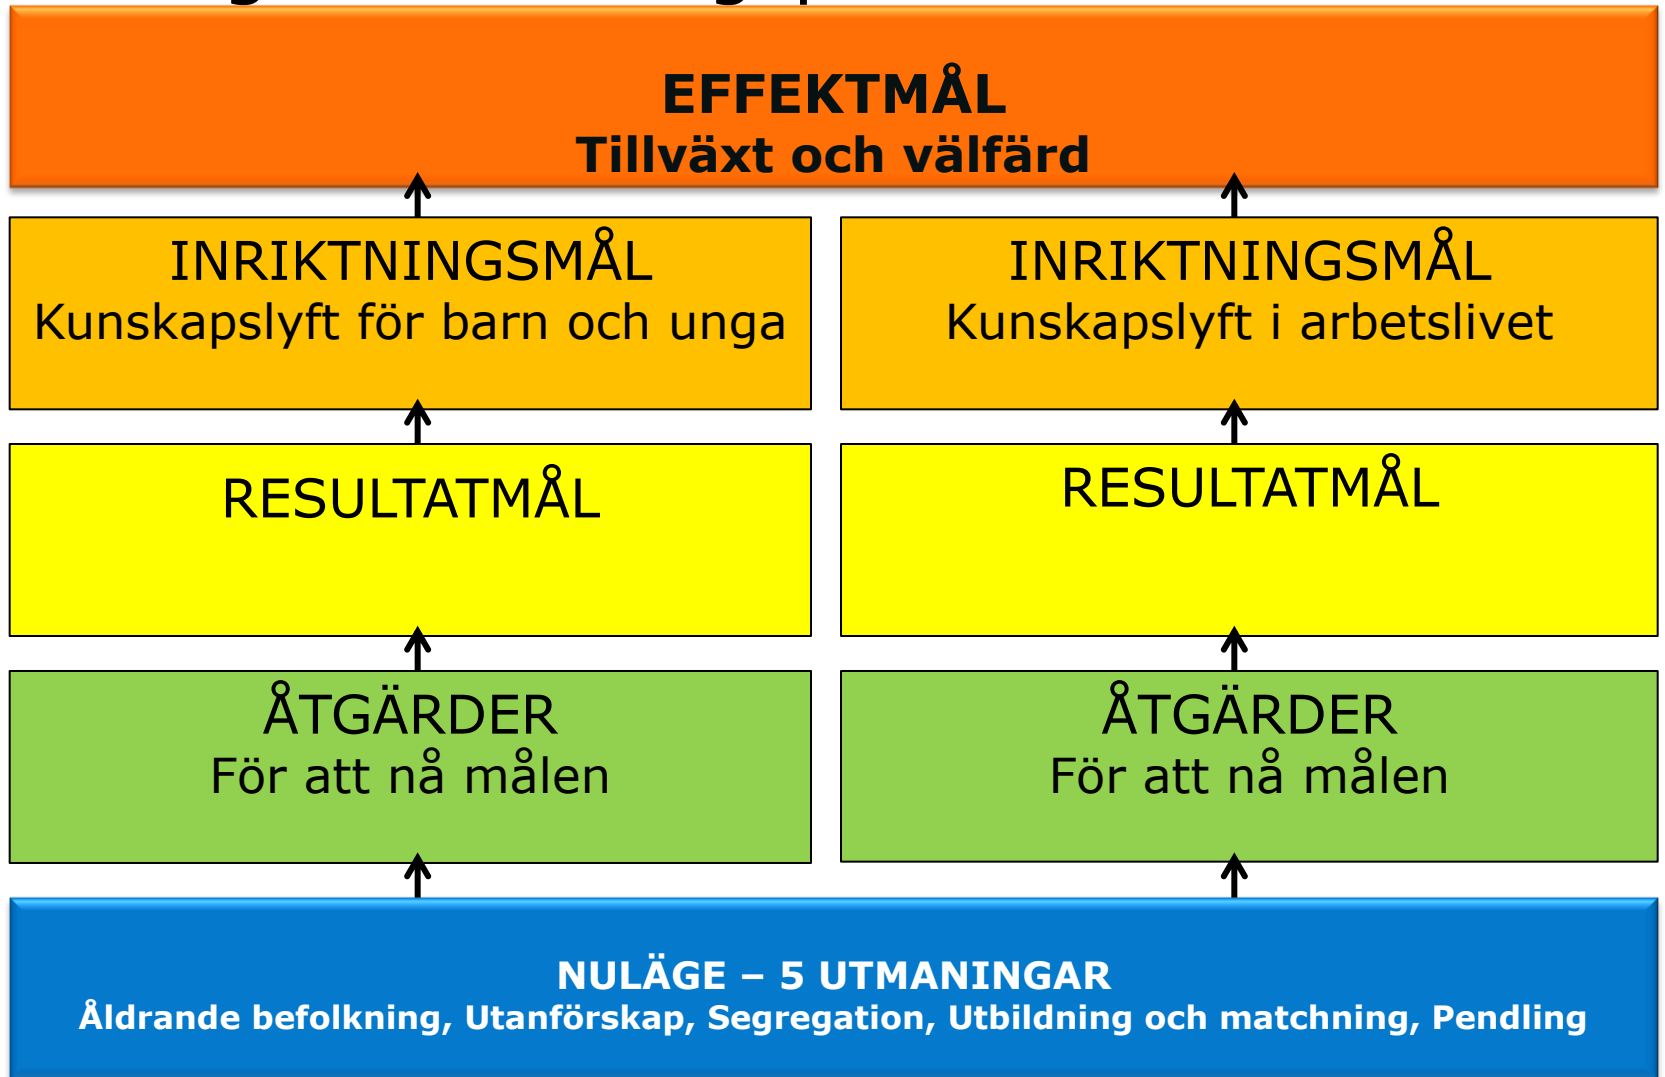 EFFEKTMÅL
Tillväxt och välfärd
INRIKTNINGSMÅL
Kunskapslyft för barn och unga
INRIKTNINGSMÅL
Kunskapslyft i arbetslivet
RESULTATMÅL
RESULTATMÅL
ÅTGÄRDER
För att nå målen
ÅTGÄRDER
För att nå målen
NULÄGE – 5 UTMANINGAR
Åldrande befolkning, Utanförskap, Segregation, Utbildning och matchning, Pendling